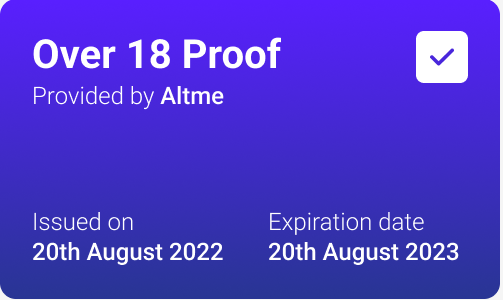 Over 18 Proof
Provided by Altme
Issued on
20th August 2022
Expiration date
20th August 2023